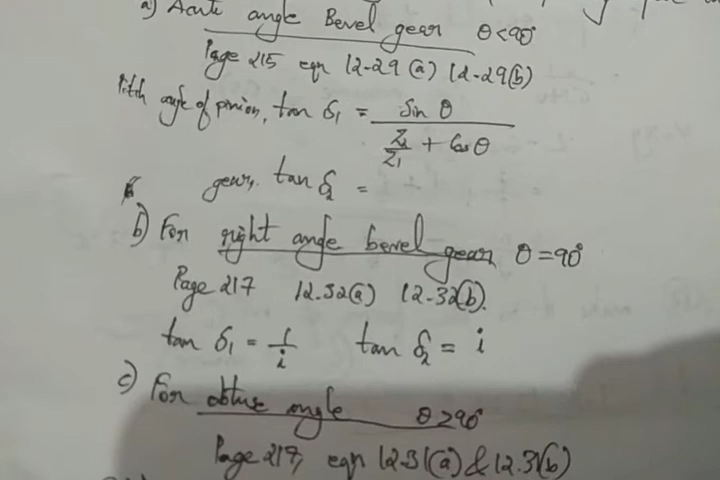 a) Acute angle Bevel gear θ<90°
Page 215 eqn 12-29(a) 12-29(b)
Pitch angle of pinion, tan δ₁ = sin θ / (Z₂/Z₁ + Cos θ)
gear, tan δ₂ =
b) For right angle bevel gear θ=90°
Page 217 12.32(a) 12-32(b).
tan δ₁ = 1/i tan δ₂ = i
c) For obtuse angle θ>90°
Page 217, eqn 12.31(a) & 12.31(b)